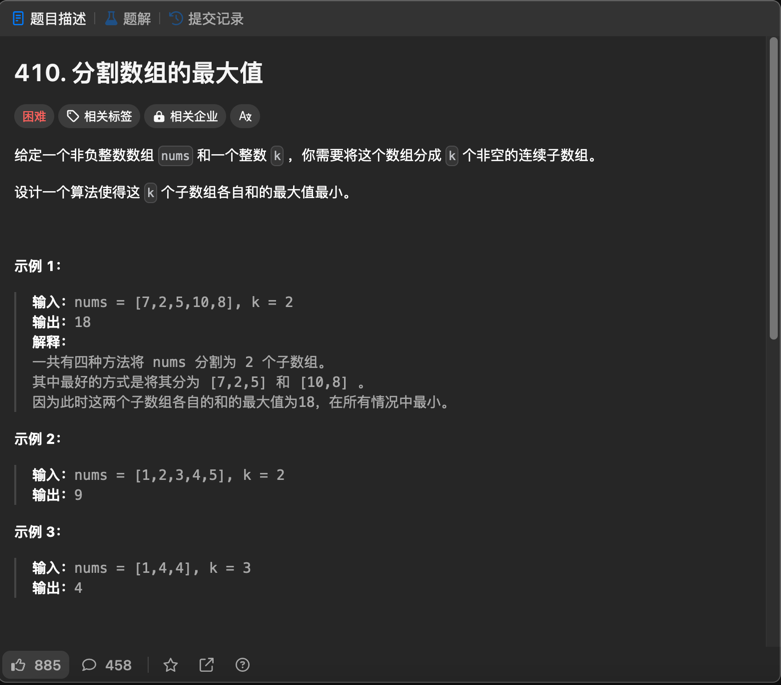 题目描述 题解 提交记录
410. 分割数组的最大值
困难 相关标签 相关企业 Aa
给定一个非负整数数组 nums 和一个整数 k ，你需要将这个数组分成 k 个非空的连续子数组。
设计一个算法使得这 k 个子数组各自和的最大值最小。
示例 1：
输入：nums = [7,2,5,10,8], k = 2
输出：18
解释：
一共有四种方法将 nums 分割为 2 个子数组。
其中最好的方式是将其分为 [7,2,5] 和 [10,8] 。
因为此时这两个子数组各自的和的最大值为18，在所有情况中最小。
示例 2：
输入：nums = [1,2,3,4,5], k = 2
输出：9
示例 3：
输入：nums = [1,4,4], k = 3
输出：4
885 458